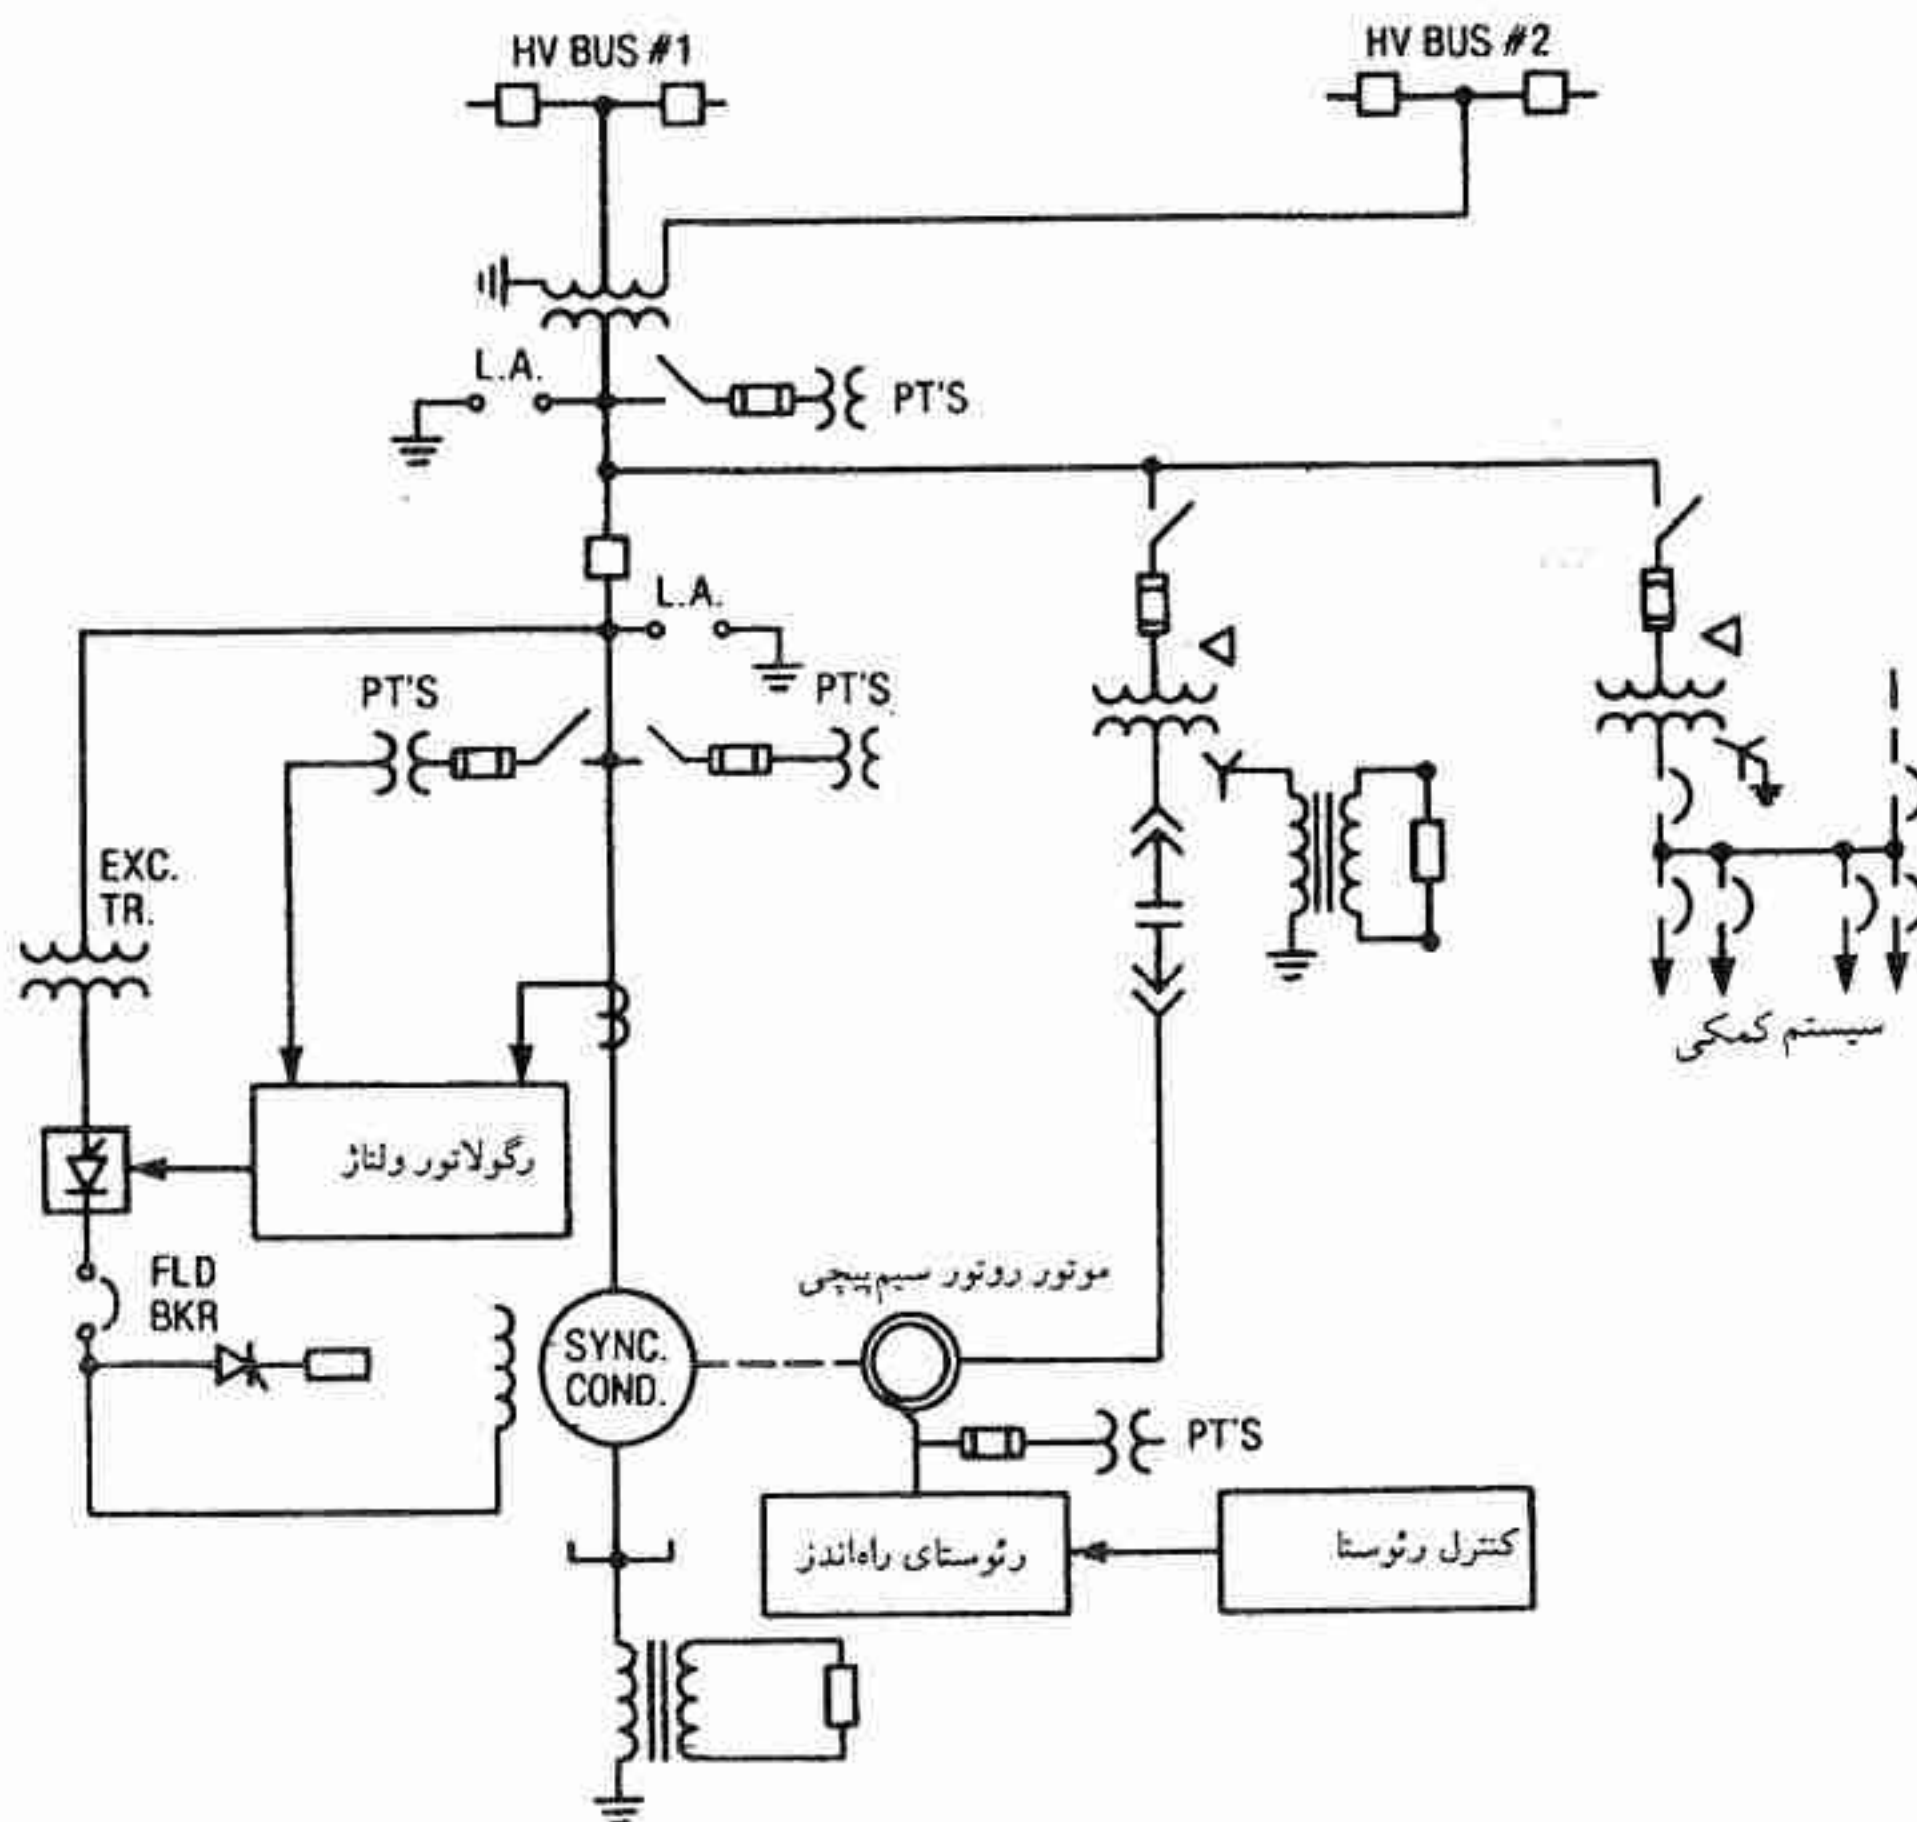 HV BUS #1
HV BUS #2
L.A.
PT'S
L.A.
PT'S
PT'S
EXC.
TR.
سیستم کمکی
رگولاتور ولتاژ
FLD
BKR
موتور روتور سیم‌پیچی
SYNC.
COND.
PT'S
رئوستای راه‌انداز
کنترل رئوستا